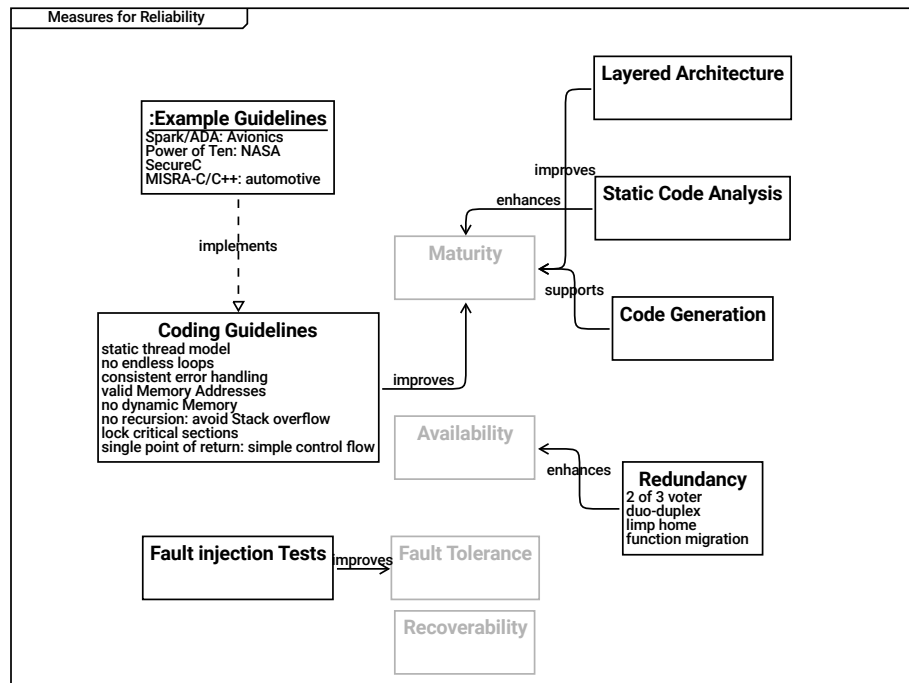 Measures for Reliability
Layered Architecture
:Example Guidelines
Spark/ADA: Avionics
Power of Ten: NASA
SecureC
MISRA-C/C++: automotive
improves
enhances
Static Code Analysis
implements
Maturity
supports
Code Generation
Coding Guidelines
static thread model
no endless loops
consistent error handling
valid Memory Addresses
no dynamic Memory
no recursion: avoid Stack overflow
lock critical sections
single point of return: simple control flow
improves
Availability
enhances
Redundancy
2 of 3 voter
duo-duplex
limp home
function migration
Fault injection Tests
improves
Fault Tolerance
Recoverability